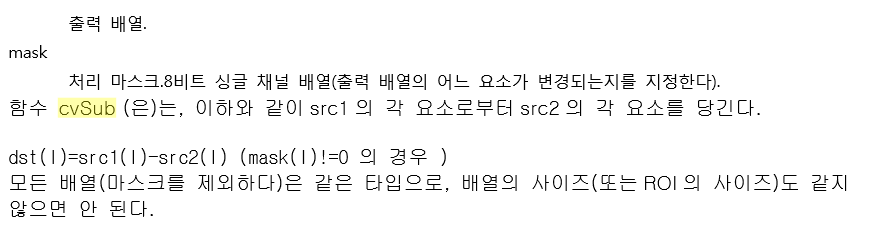 출력 배열.
mask
처리 마스크.8비트 싱글 채널 배열(출력 배열의 어느 요소가 변경되는지를 지정한다).
함수 cvSub (은)는, 이하와 같이 src1 의 각 요소로부터 src2 의 각 요소를 당긴다.
dst(I)=src1(I)-src2(I) (mask(I)!=0 의 경우 )
모든 배열(마스크를 제외하다)은 같은 타입으로, 배열의 사이즈(또는 ROI 의 사이즈)도 같지
않으면 안 된다.